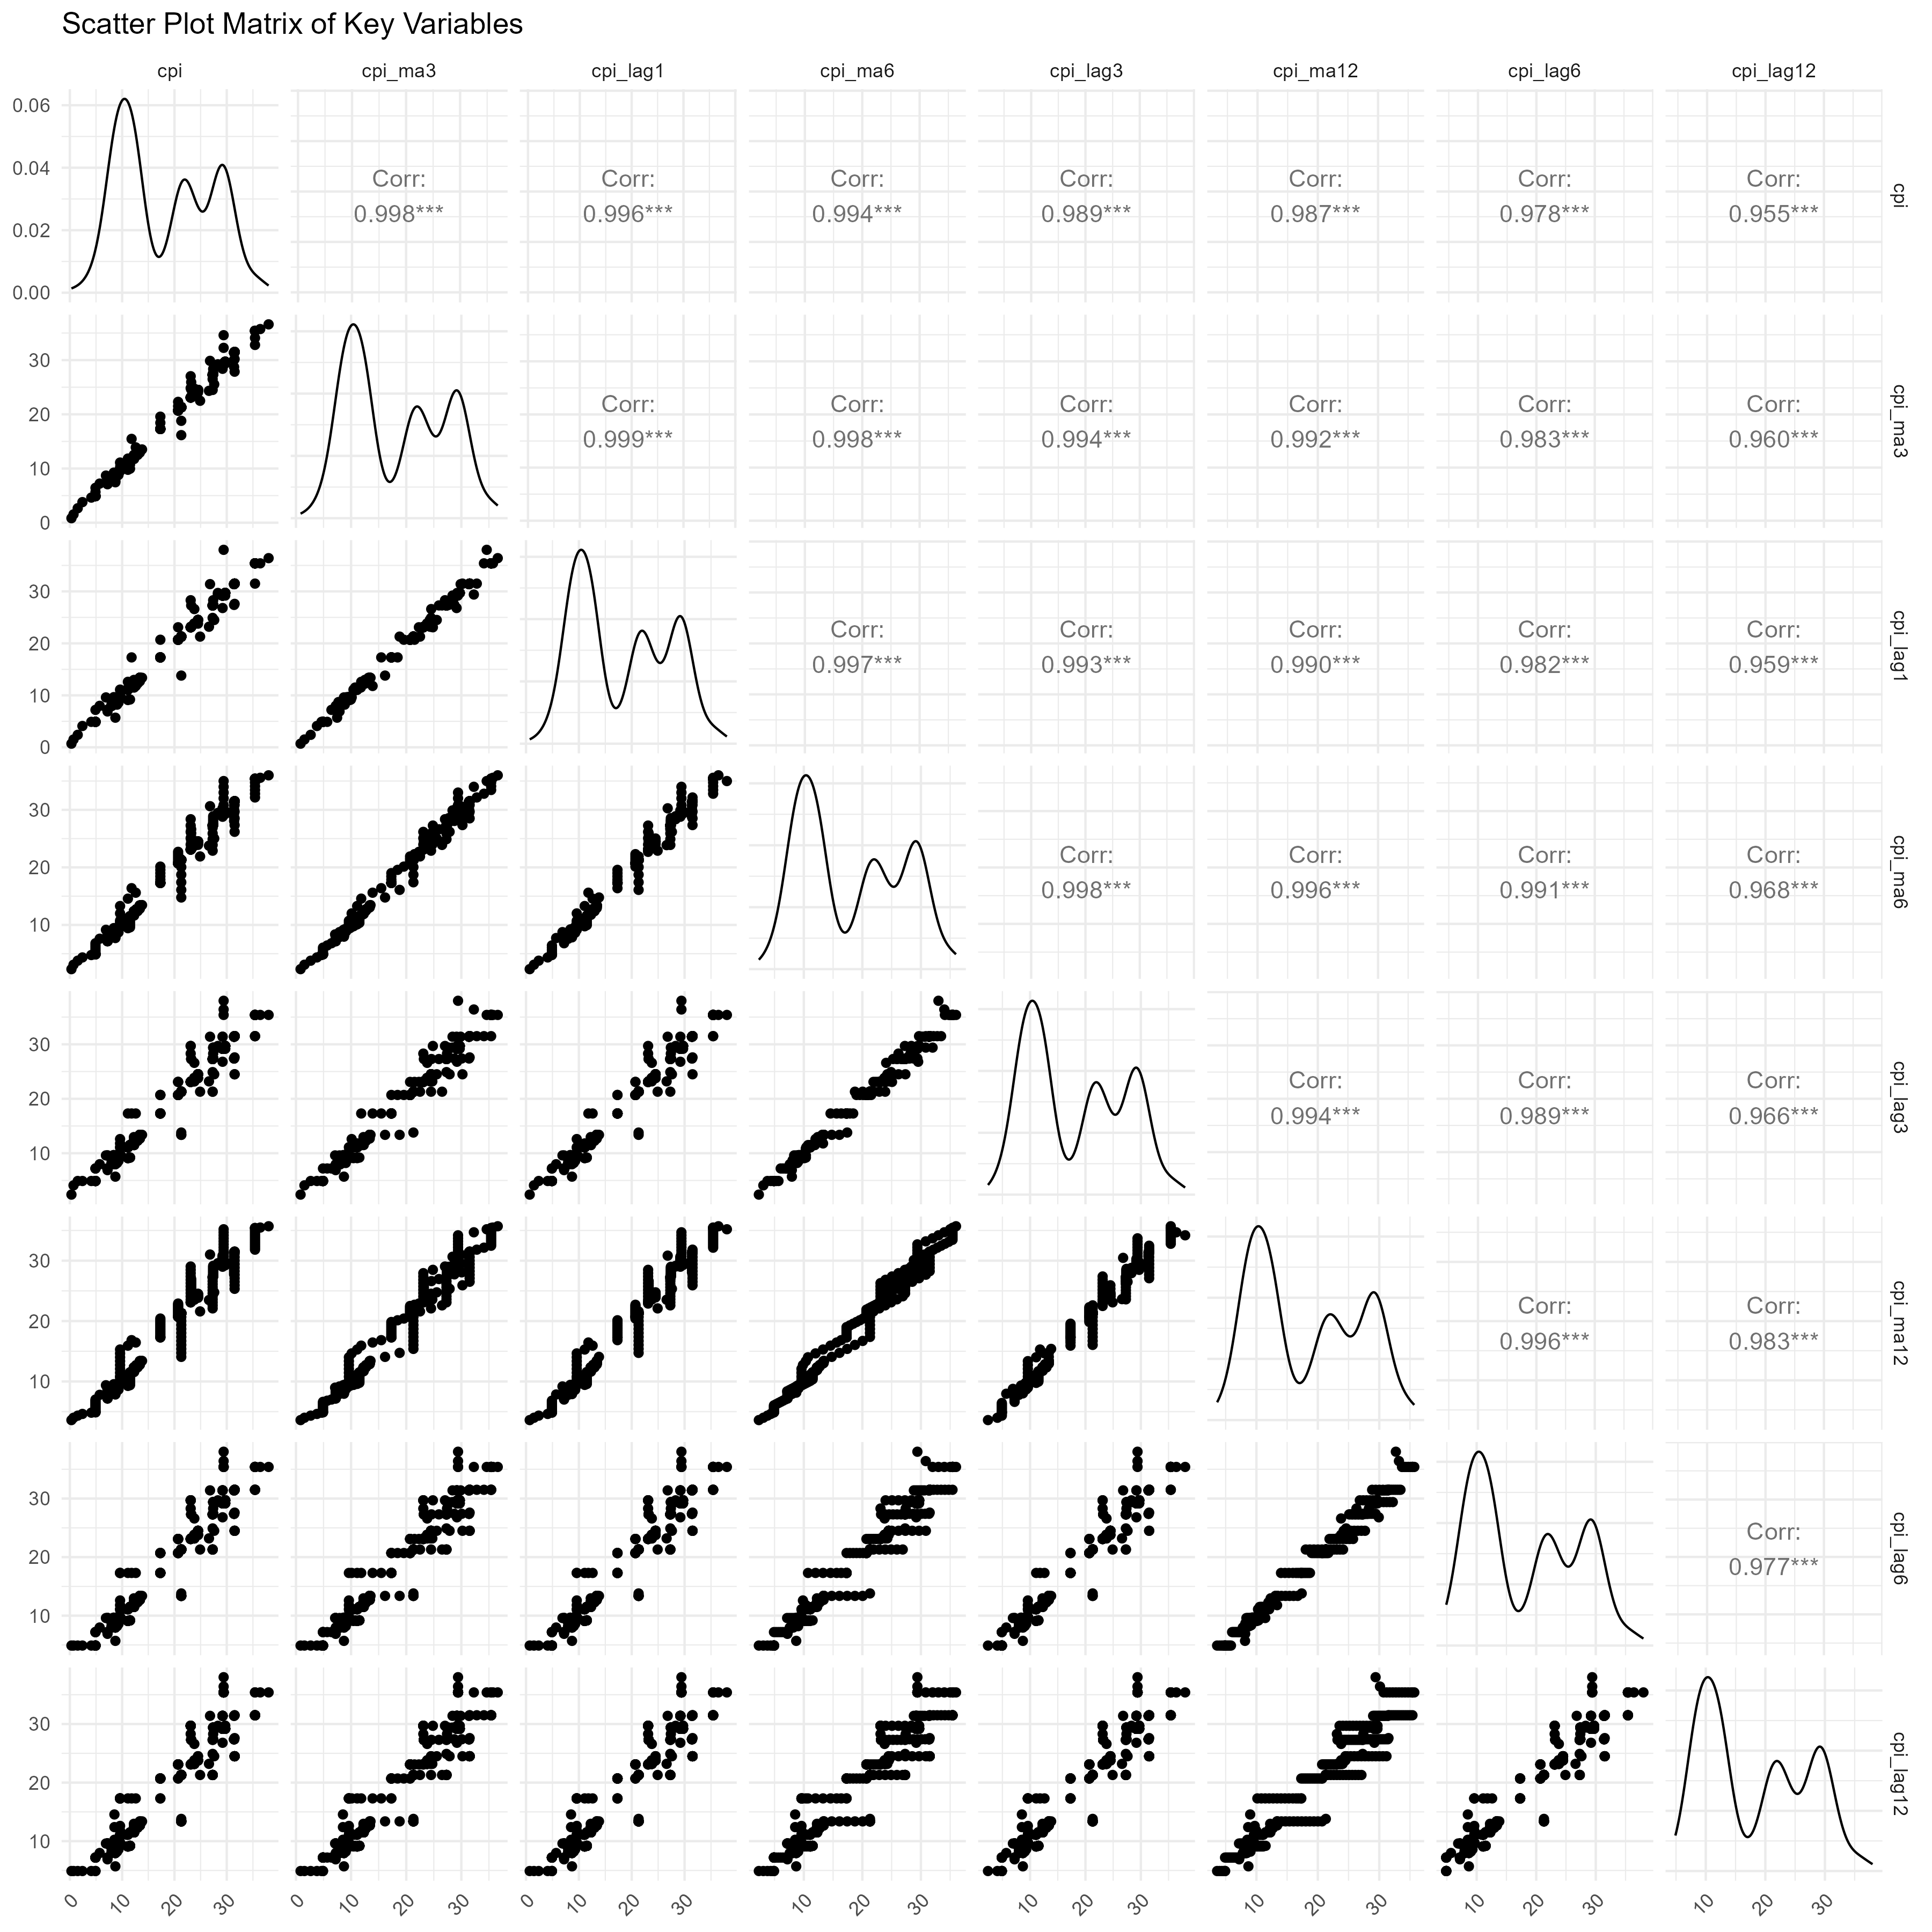 Scatter Plot Matrix of Key Variables
cpi cpi_ma3 cpi_lag1 cpi_ma6 cpi_lag3 cpi_ma12 cpi_lag6 cpi_lag12
0.06
0.04
0.02
0.00
Corr: Corr: Corr: Corr: Corr: Corr: Corr:
0.998*** 0.996*** 0.994*** 0.989*** 0.987*** 0.978*** 0.955***
cpi
30
20
10
0
Corr: Corr: Corr: Corr: Corr: Corr:
0.999*** 0.998*** 0.994*** 0.992*** 0.983*** 0.960***
cpi_ma3
30
20
10
0
Corr: Corr: Corr: Corr: Corr:
0.997*** 0.993*** 0.990*** 0.982*** 0.959***
cpi_lag1
30
20
10
Corr: Corr: Corr: Corr:
0.998*** 0.996*** 0.991*** 0.968***
cpi_ma6
30
20
10
Corr: Corr: Corr:
0.994*** 0.989*** 0.966***
cpi_lag3
30
20
10
Corr: Corr:
0.996*** 0.983***
cpi_ma12
30
20
10
Corr:
0.977***
cpi_lag6
30
20
10
cpi_lag12
0 10 20 30 0 10 20 30 0 10 20 30 10 20 30 10 20 30 10 20 30 10 20 30 10 20 30